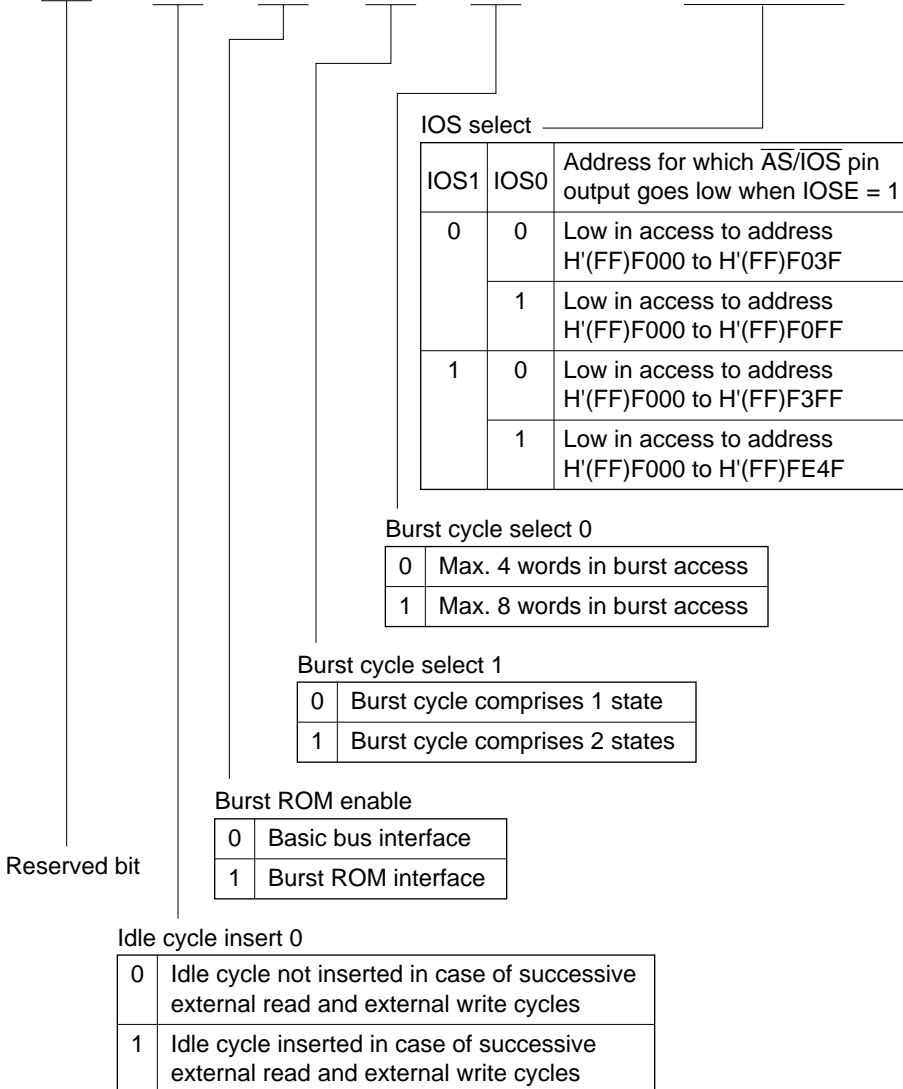 IOS select
IOS1 IOS0 Address for which A̅S̅/I̅O̅S̅ pin
output goes low when IOSE = 1
0 0 Low in access to address
H'(FF)F000 to H'(FF)F03F
1 Low in access to address
H'(FF)F000 to H'(FF)F0FF
1 0 Low in access to address
H'(FF)F000 to H'(FF)F3FF
1 Low in access to address
H'(FF)F000 to H'(FF)FE4F
Burst cycle select 0
0 Max. 4 words in burst access
1 Max. 8 words in burst access
Burst cycle select 1
0 Burst cycle comprises 1 state
1 Burst cycle comprises 2 states
Burst ROM enable
0 Basic bus interface
1 Burst ROM interface
Reserved bit
Idle cycle insert 0
0 Idle cycle not inserted in case of successive
external read and external write cycles
1 Idle cycle inserted in case of successive
external read and external write cycles